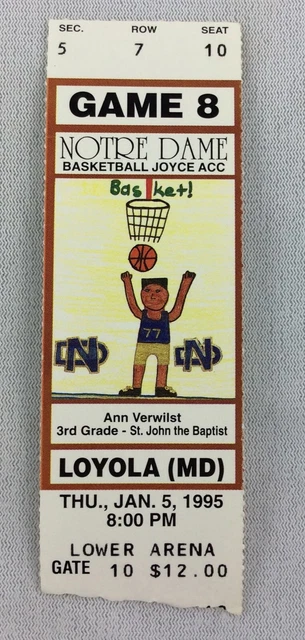 SEC. ROW SEAT
5 7 10
GAME 8
NOTRE DAME
BASKETBALL JOYCE ACC
Basket!
77
ND ND
Ann Verwilst
3rd Grade - St. John the Baptist
LOYOLA (MD)
THU., JAN. 5, 1995
8:00 PM
LOWER ARENA
GATE 10 $12.00